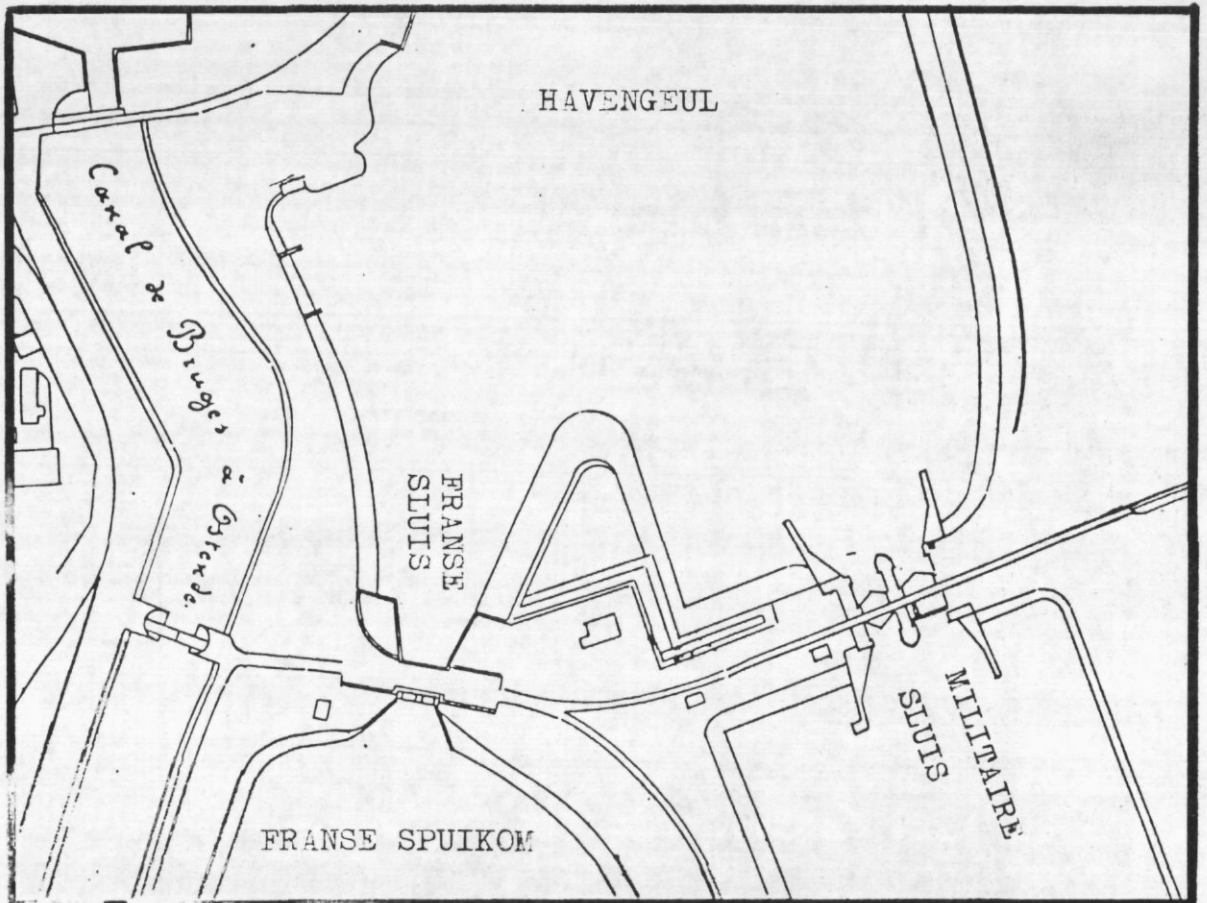 HAVENGEUL
Canal de Bruges à Ostende.
FRANSE
SLUIS
MILITAIRE
SLUIS
FRANSE SPUIKOM